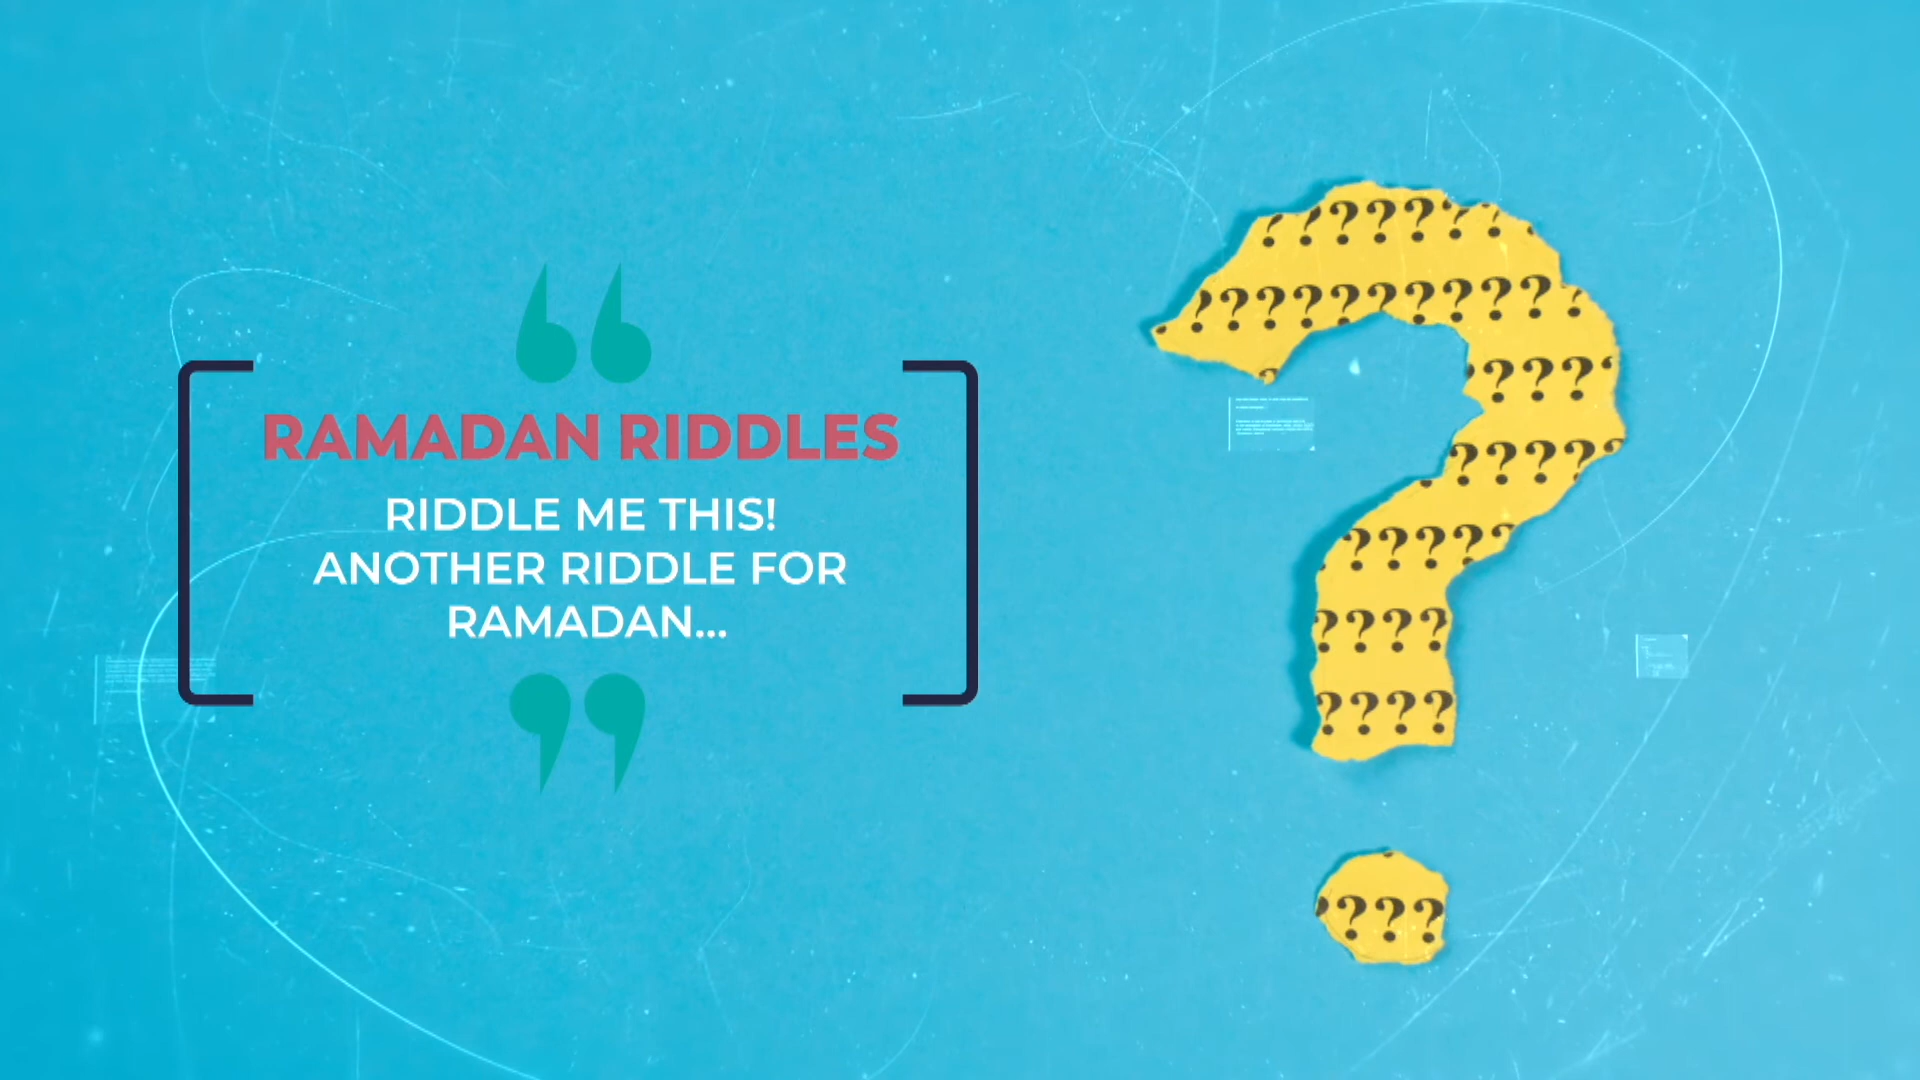 RAMADAN RIDDLES
RIDDLE ME THIS!
ANOTHER RIDDLE FOR
RAMADAN...